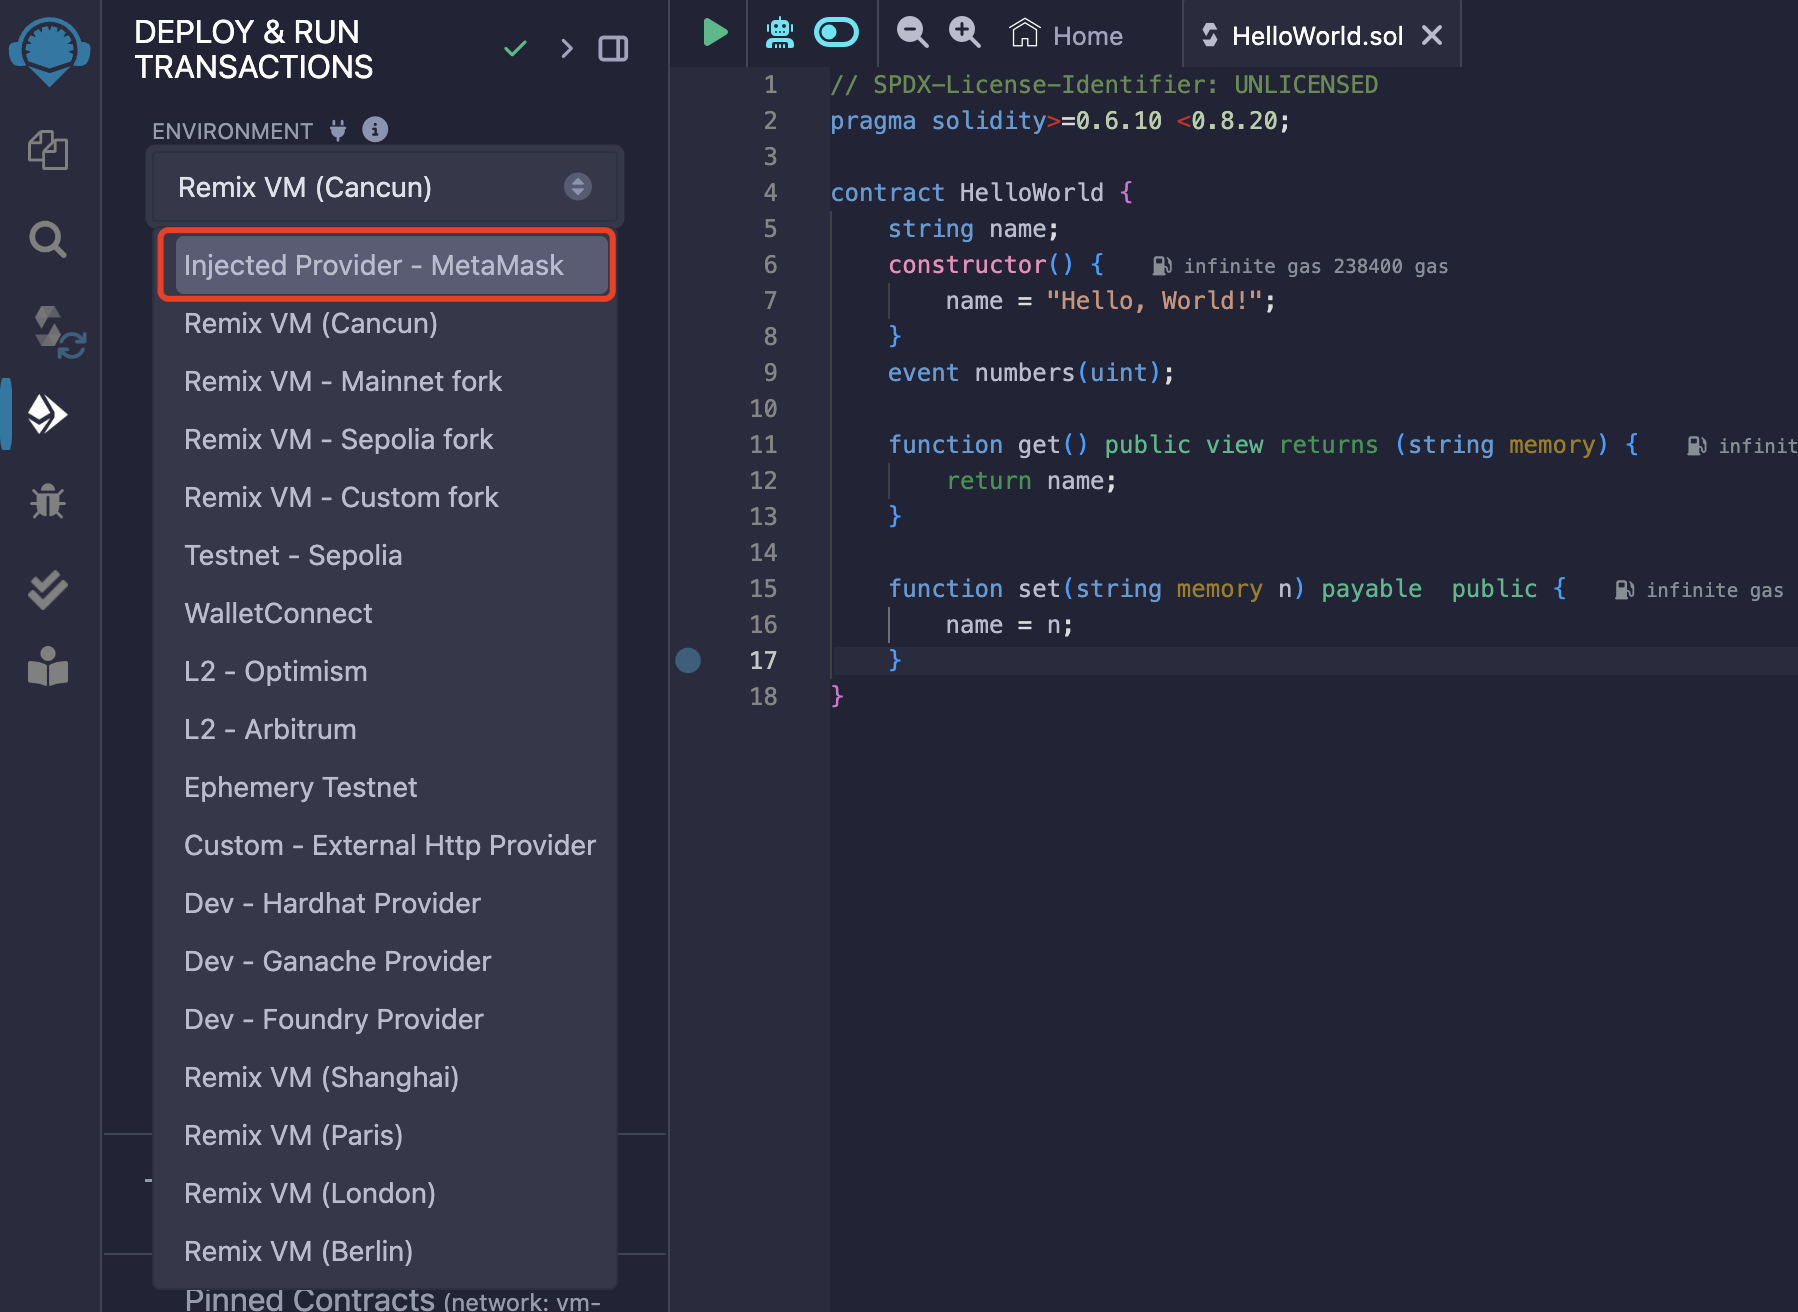 DEPLOY & RUN
TRANSACTIONS
ENVIRONMENT
Remix VM (Cancun)
Injected Provider - MetaMask
Remix VM (Cancun)
Remix VM - Mainnet fork
Remix VM - Sepolia fork
Remix VM - Custom fork
Testnet - Sepolia
WalletConnect
L2 - Optimism
L2 - Arbitrum
Ephemery Testnet
Custom - External Http Provider
Dev - Hardhat Provider
Dev - Ganache Provider
Dev - Foundry Provider
Remix VM (Shanghai)
Remix VM (Paris)
Remix VM (London)
Remix VM (Berlin)
Pinned Contracts (network: vm-
Home
HelloWorld.sol
1 // SPDX-License-Identifier: UNLICENSED
2 pragma solidity>=0.6.10 <0.8.20;
3
4 contract HelloWorld {
5 string name;
6 constructor() { infinite gas 238400 gas
7 name = "Hello, World!";
8 }
9 event numbers(uint);
10
11 function get() public view returns (string memory) { infinit
12 return name;
13 }
14
15 function set(string memory n) payable  public { infinite gas
16 name = n;
17 }
18 }